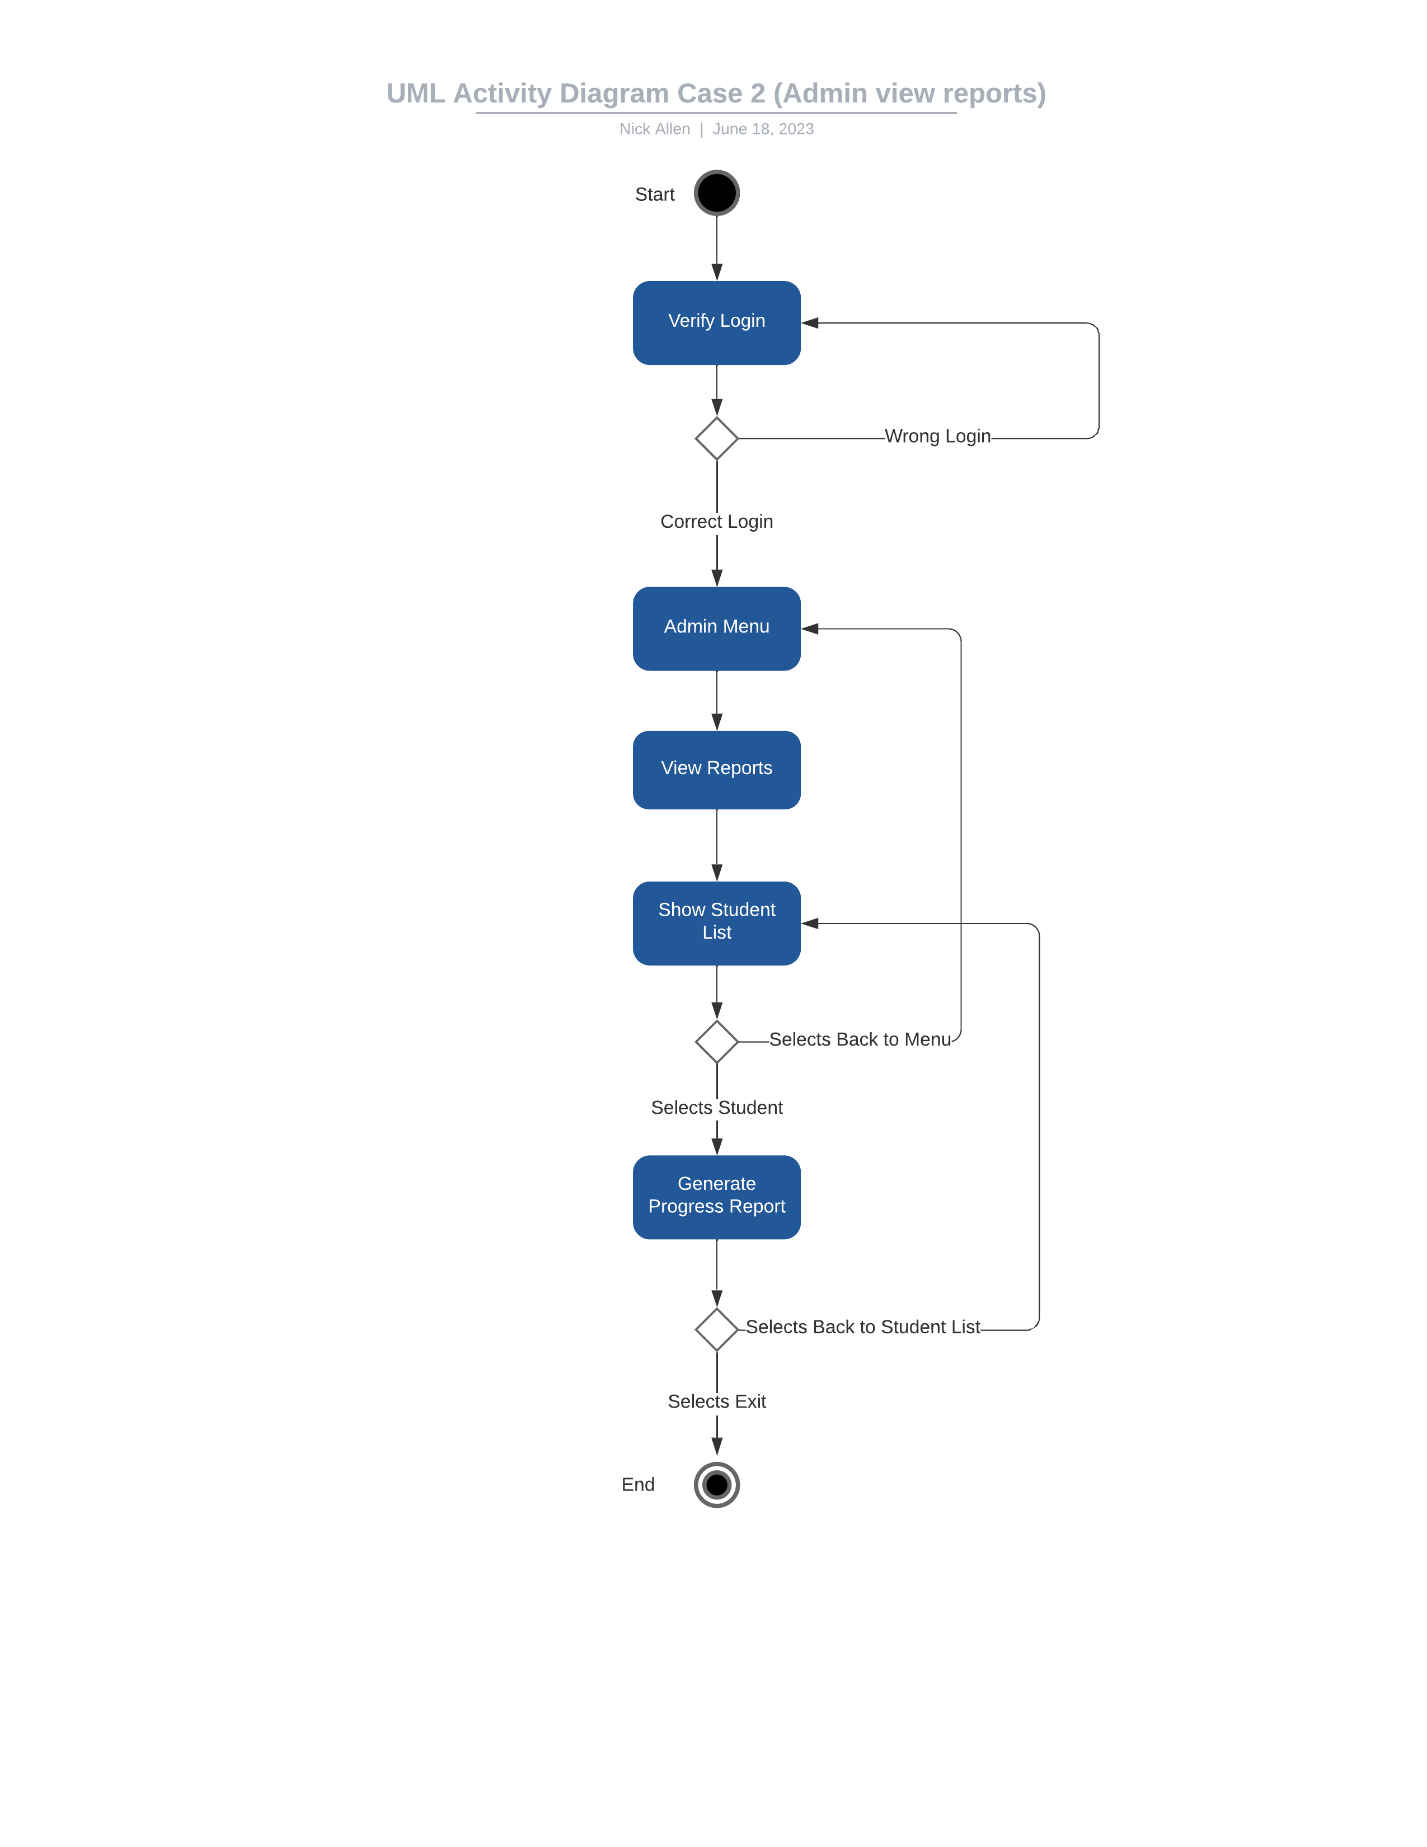 UML Activity Diagram Case 2 (Admin view reports)
Nick Allen | June 18, 2023
Start
Verify Login
Wrong Login
Correct Login
Admin Menu
View Reports
Show Student
List
Selects Back to Menu
Selects Student
Generate
Progress Report
Selects Back to Student List
Selects Exit
End